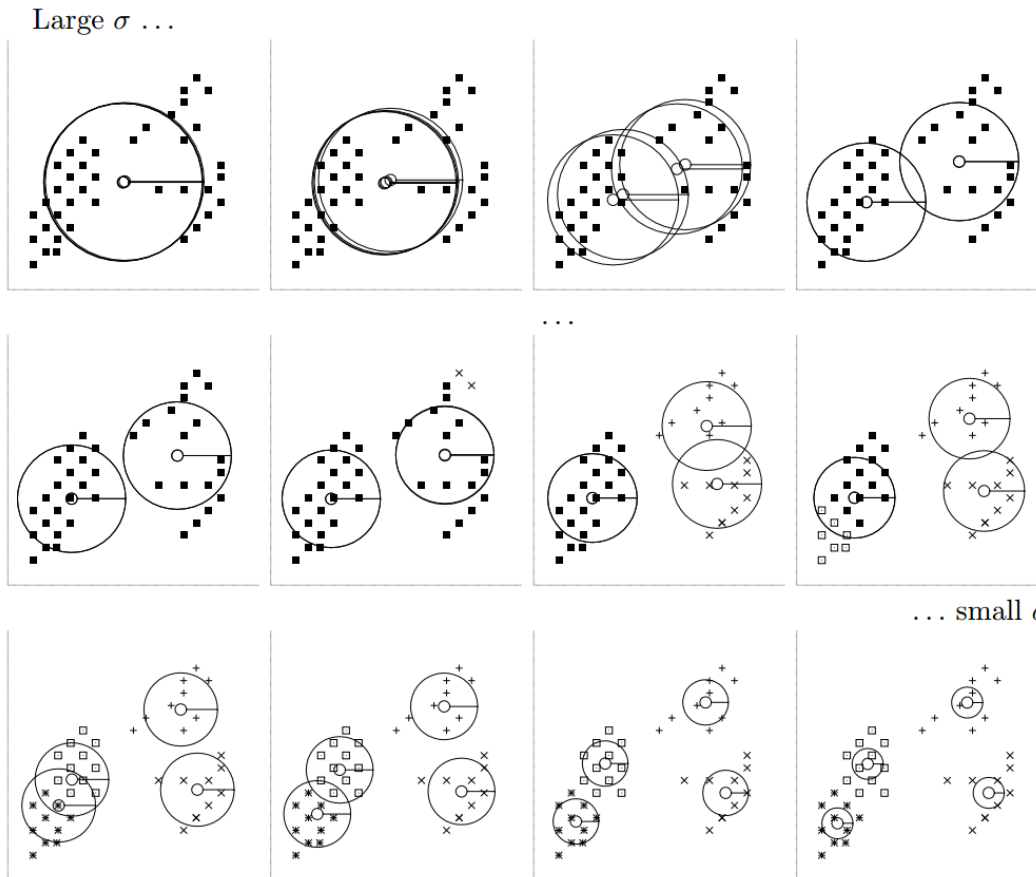 Large σ …
…
… small